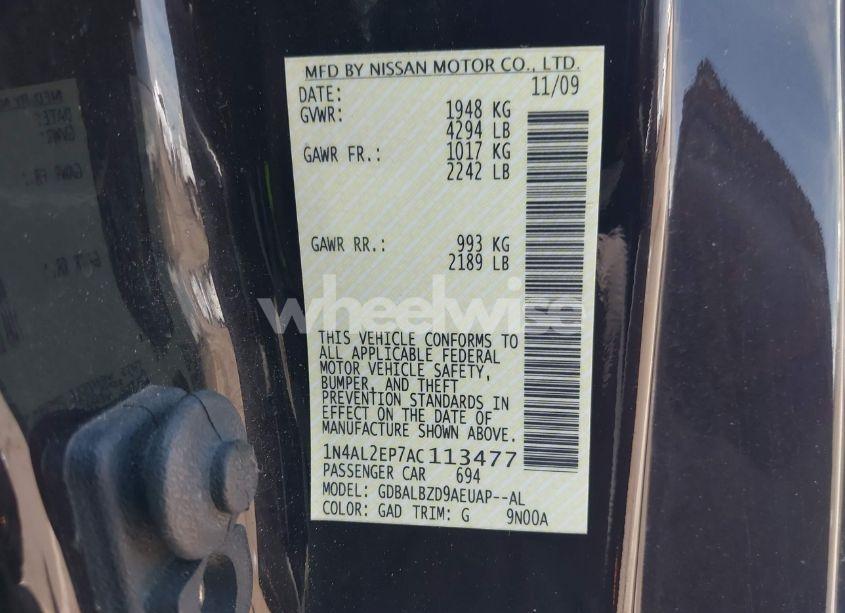 MFD BY NISSAN MOTOR CO., LTD.
DATE: 11/09
GVWR: 1948 KG
4294 LB
GAWR FR.: 1017 KG
2242 LB
GAWR RR.: 993 KG
2189 LB
wheelwise
THIS VEHICLE CONFORMS TO
ALL APPLICABLE FEDERAL
MOTOR VEHICLE SAFETY,
BUMPER, AND THEFT
PREVENTION STANDARDS IN
EFFECT ON THE DATE OF
MANUFACTURE SHOWN ABOVE.
1N4AL2EP7AC113477
PASSENGER CAR 694
MODEL: GDBALBZD9AEUAP--AL
COLOR: GAD TRIM: G 9N00A